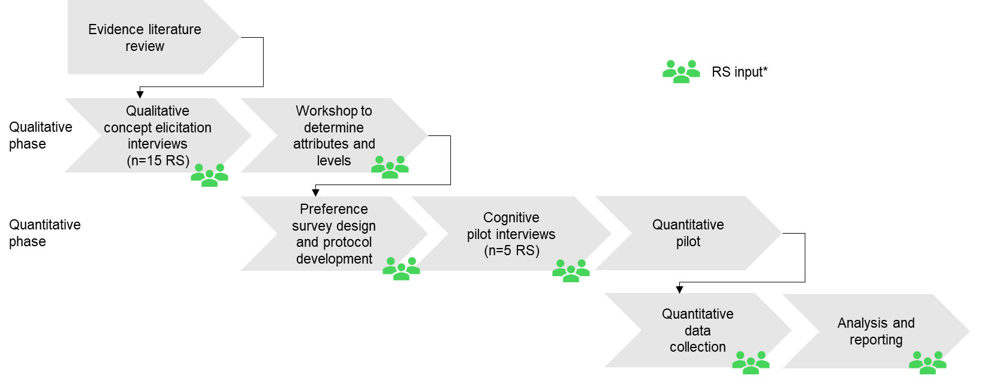 Evidence literature
review
RS input*
Qualitative
phase
Qualitative
concept elicitation
interviews
(n=15 RS)
Workshop to
determine
attributes and
levels
Quantitative
phase
Preference
survey design
and protocol
development
Cognitive
pilot interviews
(n=5 RS)
Quantitative
pilot
Quantitative
data
collection
Analysis and
reporting